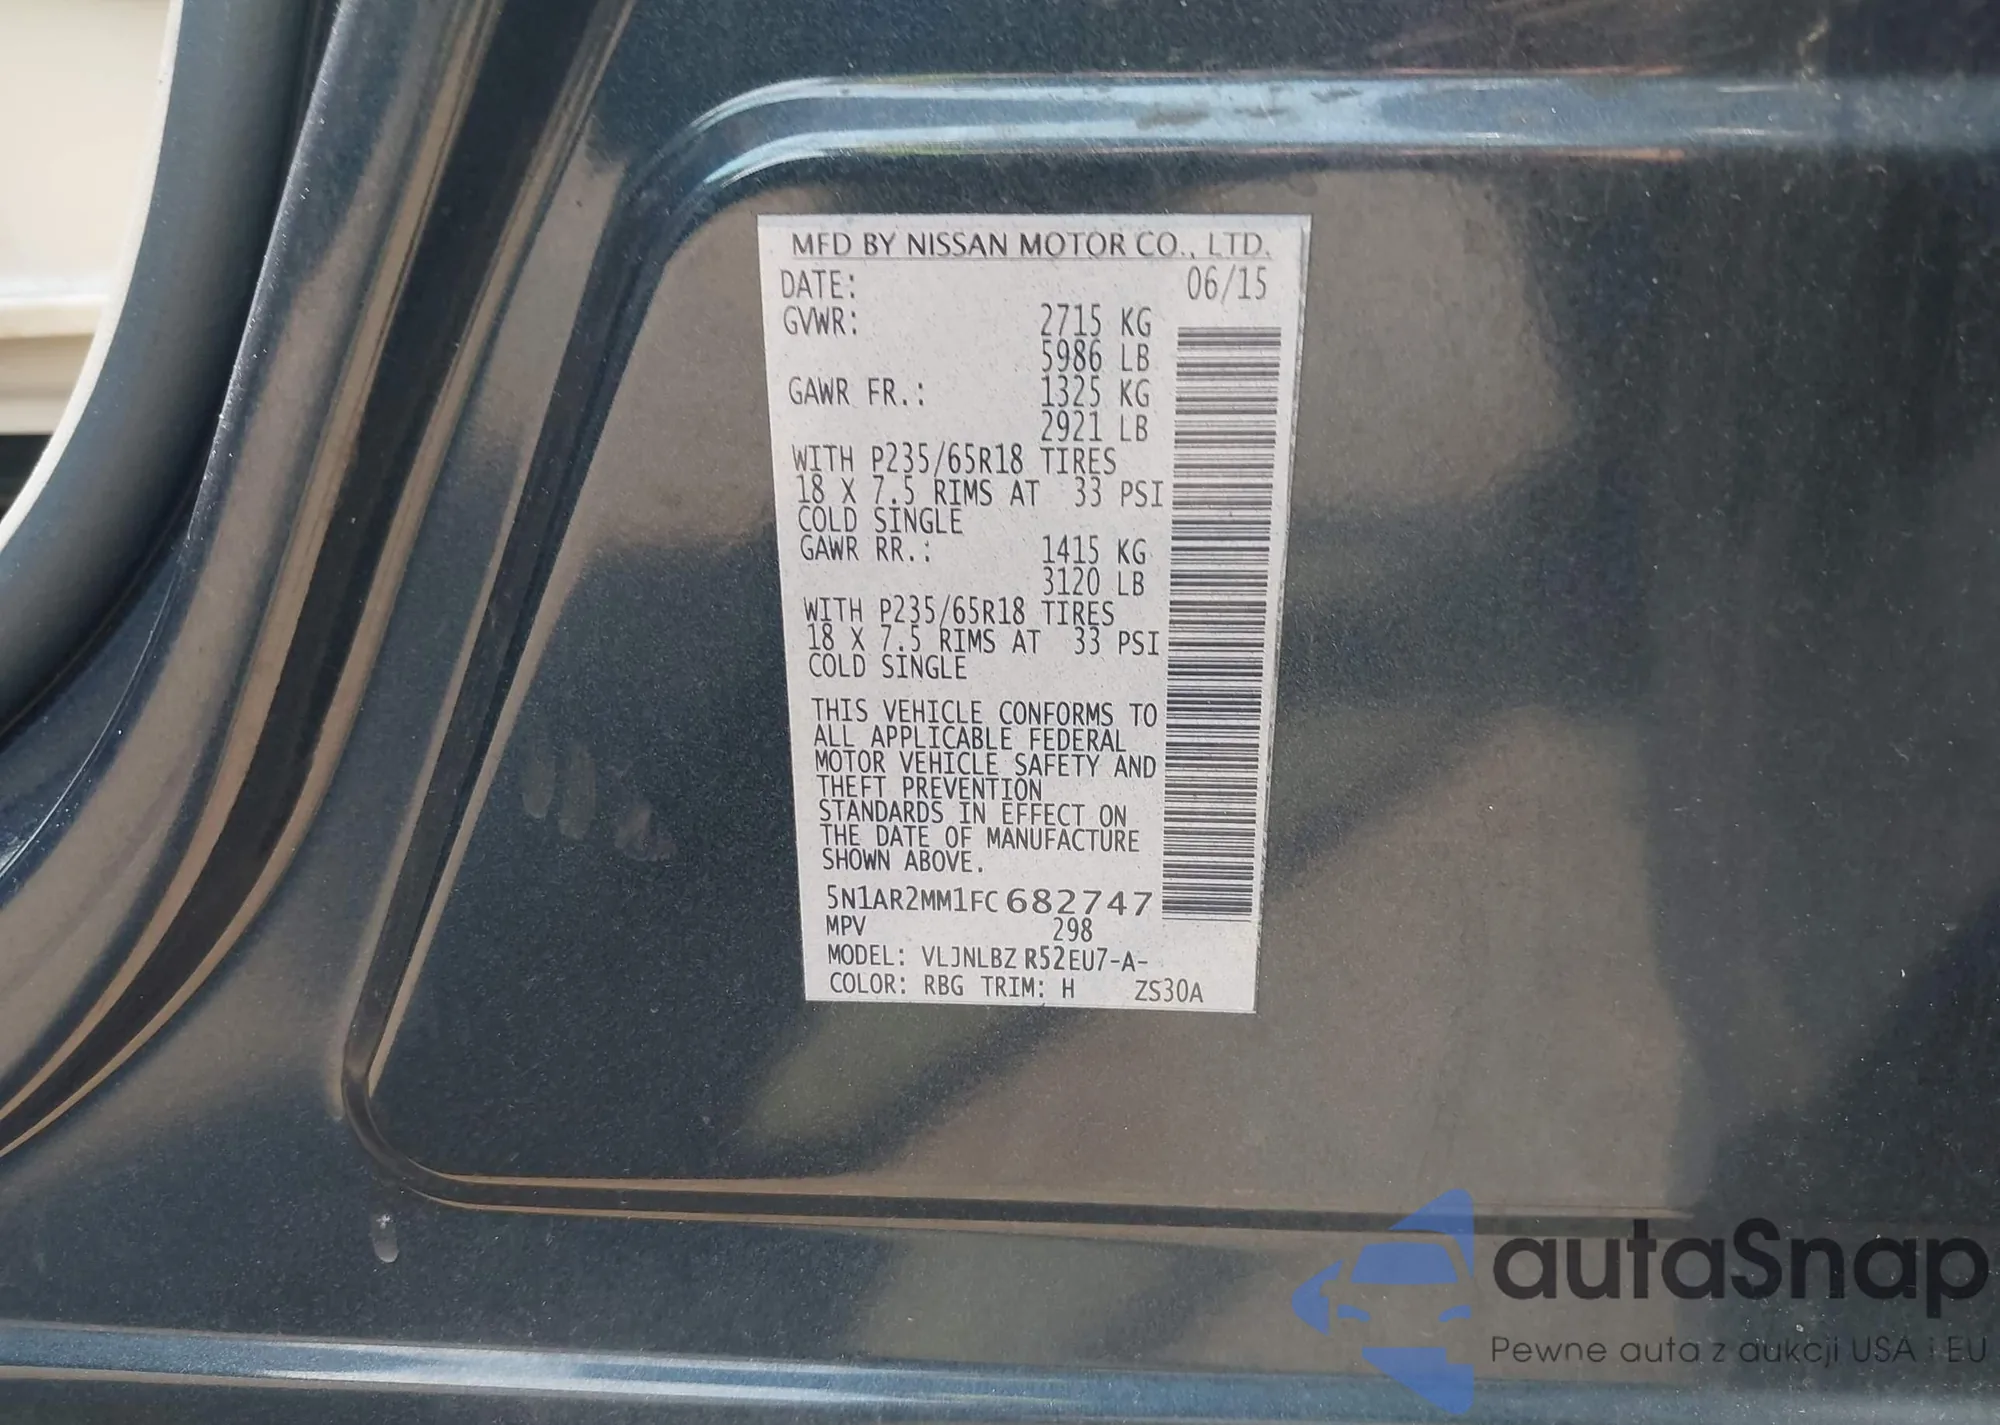 MFD BY NISSAN MOTOR CO., LTD.
DATE: 06/15
GVWR: 2715 KG
5986 LB
GAWR FR.: 1325 KG
2921 LB
WITH P235/65R18 TIRES
18 X 7.5 RIMS AT 33 PSI
COLD SINGLE
GAWR RR.: 1415 KG
3120 LB
WITH P235/65R18 TIRES
18 X 7.5 RIMS AT 33 PSI
COLD SINGLE
THIS VEHICLE CONFORMS TO
ALL APPLICABLE FEDERAL
MOTOR VEHICLE SAFETY AND
THEFT PREVENTION
STANDARDS IN EFFECT ON
THE DATE OF MANUFACTURE
SHOWN ABOVE.
5N1AR2MM1FC682747
MPV 298
MODEL: VLJNLBZ R52EU7-A-
COLOR: RBG TRIM: H ZS30A
autaSnap
Pewne auta z aukcji USA i EU